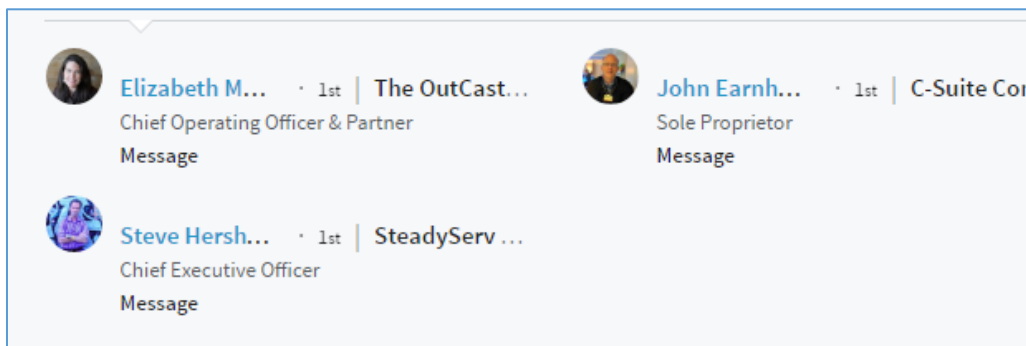 Elizabeth M... · 1st | The OutCast...
Chief Operating Officer & Partner
Message
John Earnh... · 1st | C-Suite Con
Sole Proprietor
Message
Steve Hersh... · 1st | SteadyServ ...
Chief Executive Officer
Message